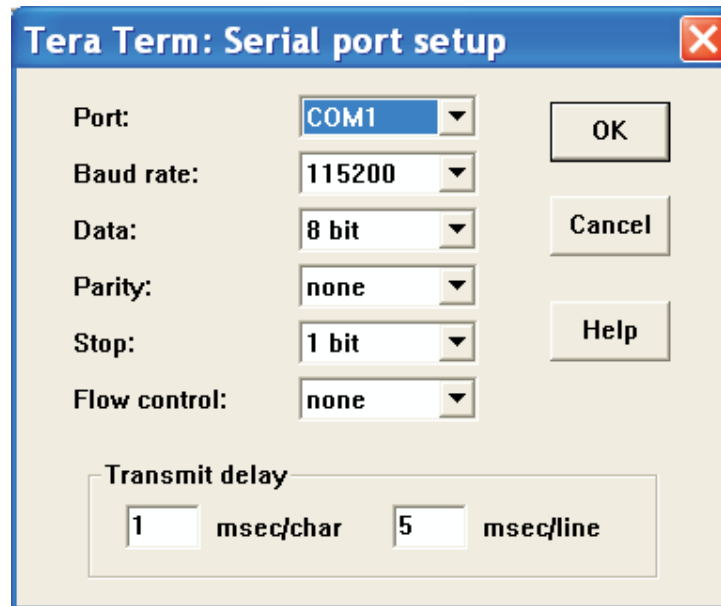 Tera Term: Serial port setup
Port: COM1
OK
Baud rate: 115200
Data: 8 bit
Cancel
Parity: none
Stop: 1 bit
Help
Flow control: none
Transmit delay
1 msec/char 5 msec/line